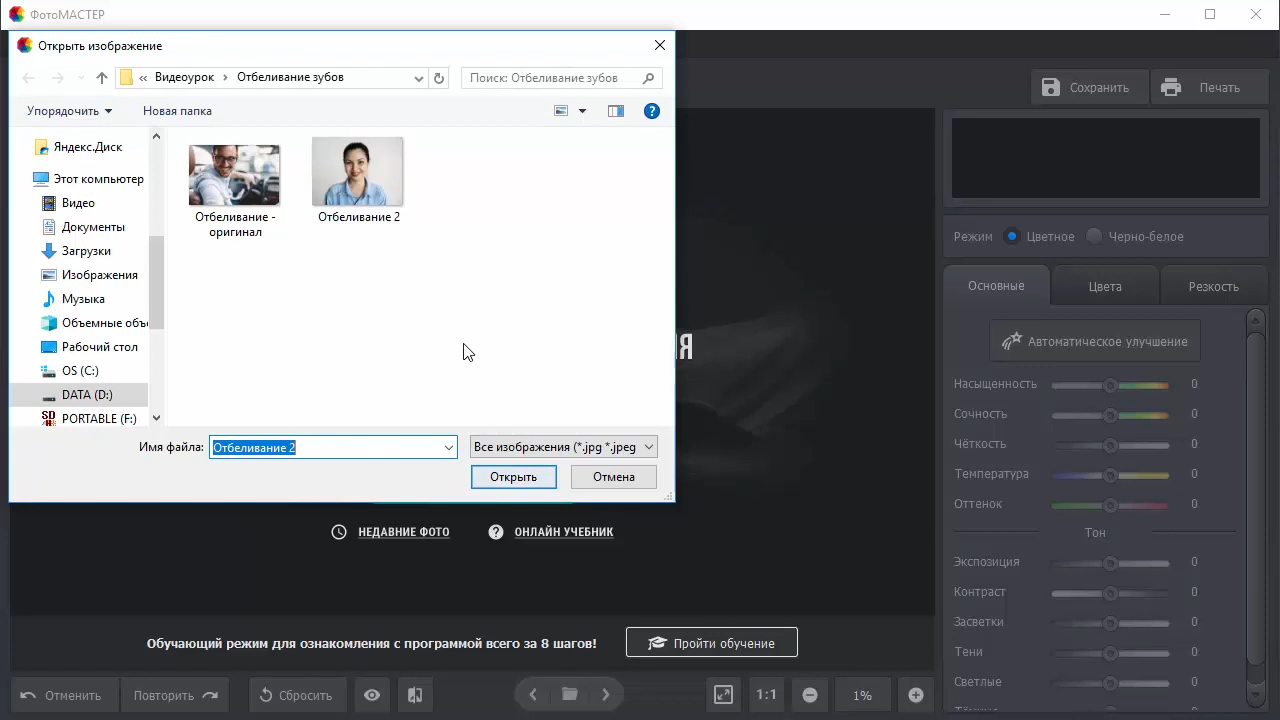 ФотоМАСТЕР
Открыть изображение
« Видеоурок › Отбеливание зубов
Поиск: Отбеливание зубов
Упорядочить
Новая папка
Яндекс.Диск
Этот компьютер
Видео
Документы
Загрузки
Изображения
Музыка
Объемные объ
Рабочий стол
OS (C:)
DATA (D:)
PORTABLE (F:)
Отбеливание -
оригинал
Отбеливание 2
Имя файла:
Отбеливание 2
Все изображения (*.jpg *.jpeg
Открыть
Отмена
Я
НЕДАВНИЕ ФОТО
ОНЛАЙН УЧЕБНИК
Обучающий режим для ознакомления с программой всего за 8 шагов!
Пройти обучение
Отменить
Повторить
Сбросить
1:1
1%
Сохранить
Печать
Режим
Цветное
Черно-белое
Основные
Цвета
Резкость
Автоматическое улучшение
Насыщенность 0
Сочность 0
Чёткость 0
Температура 0
Оттенок 0
Тон
Экспозиция 0
Контраст 0
Засветки 0
Тени 0
Светлые 0